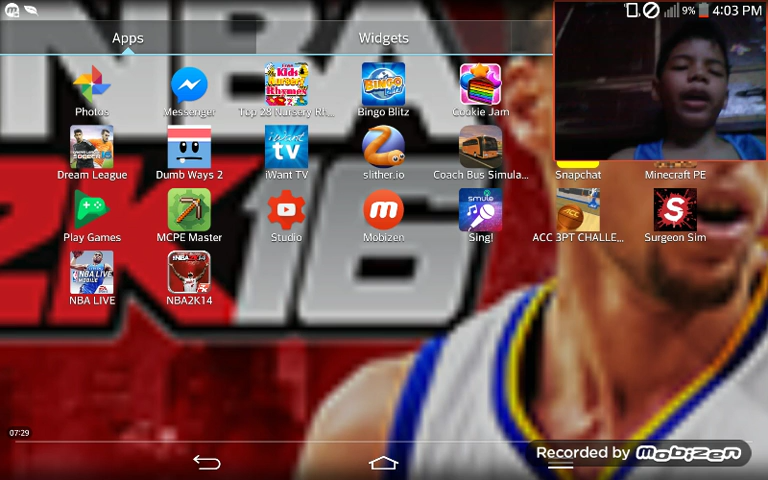 9% 4:03 PM
Apps Widgets
Photos Messenger Top 28 Nursery Rh... Bingo Blitz Cookie Jam
Dream League Dumb Ways 2 iWant TV slither.io Coach Bus Simula... Snapchat Minecraft PE
Play Games MCPE Master Studio Mobizen Sing! ACC 3PT CHALLE... Surgeon Sim
NBA LIVE NBA2K14
NBA
2K16
07:29
Recorded by mobizen